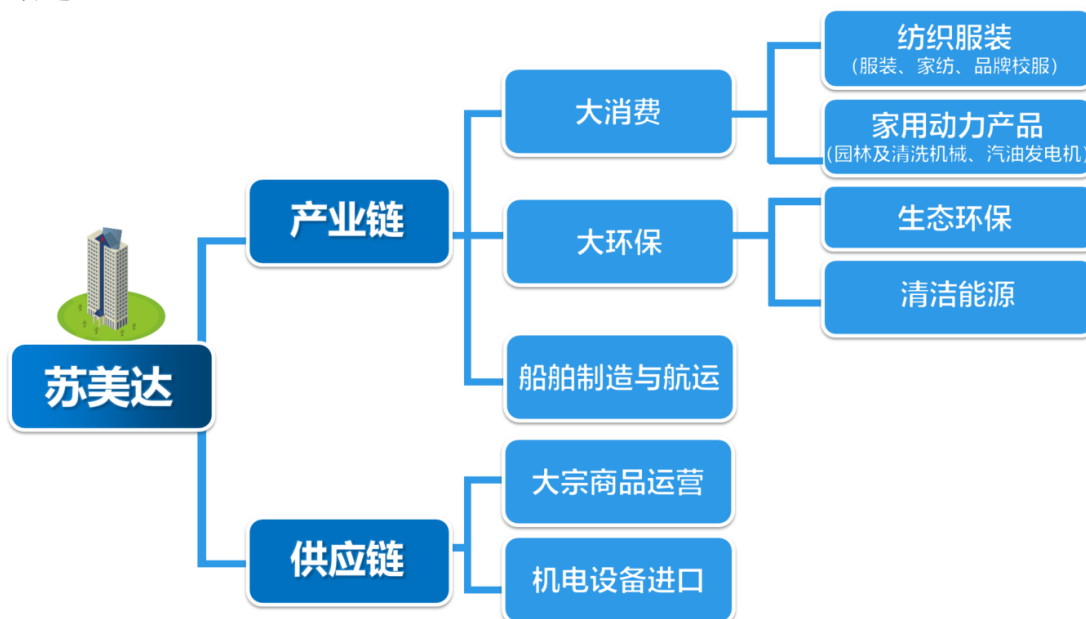 苏美达
产业链
大消费
纺织服装
(服装、家纺、品牌校服)
家用动力产品
(园林及清洗机械、汽油发电机)
大环保
生态环保
清洁能源
船舶制造与航运
供应链
大宗商品运营
机电设备进口